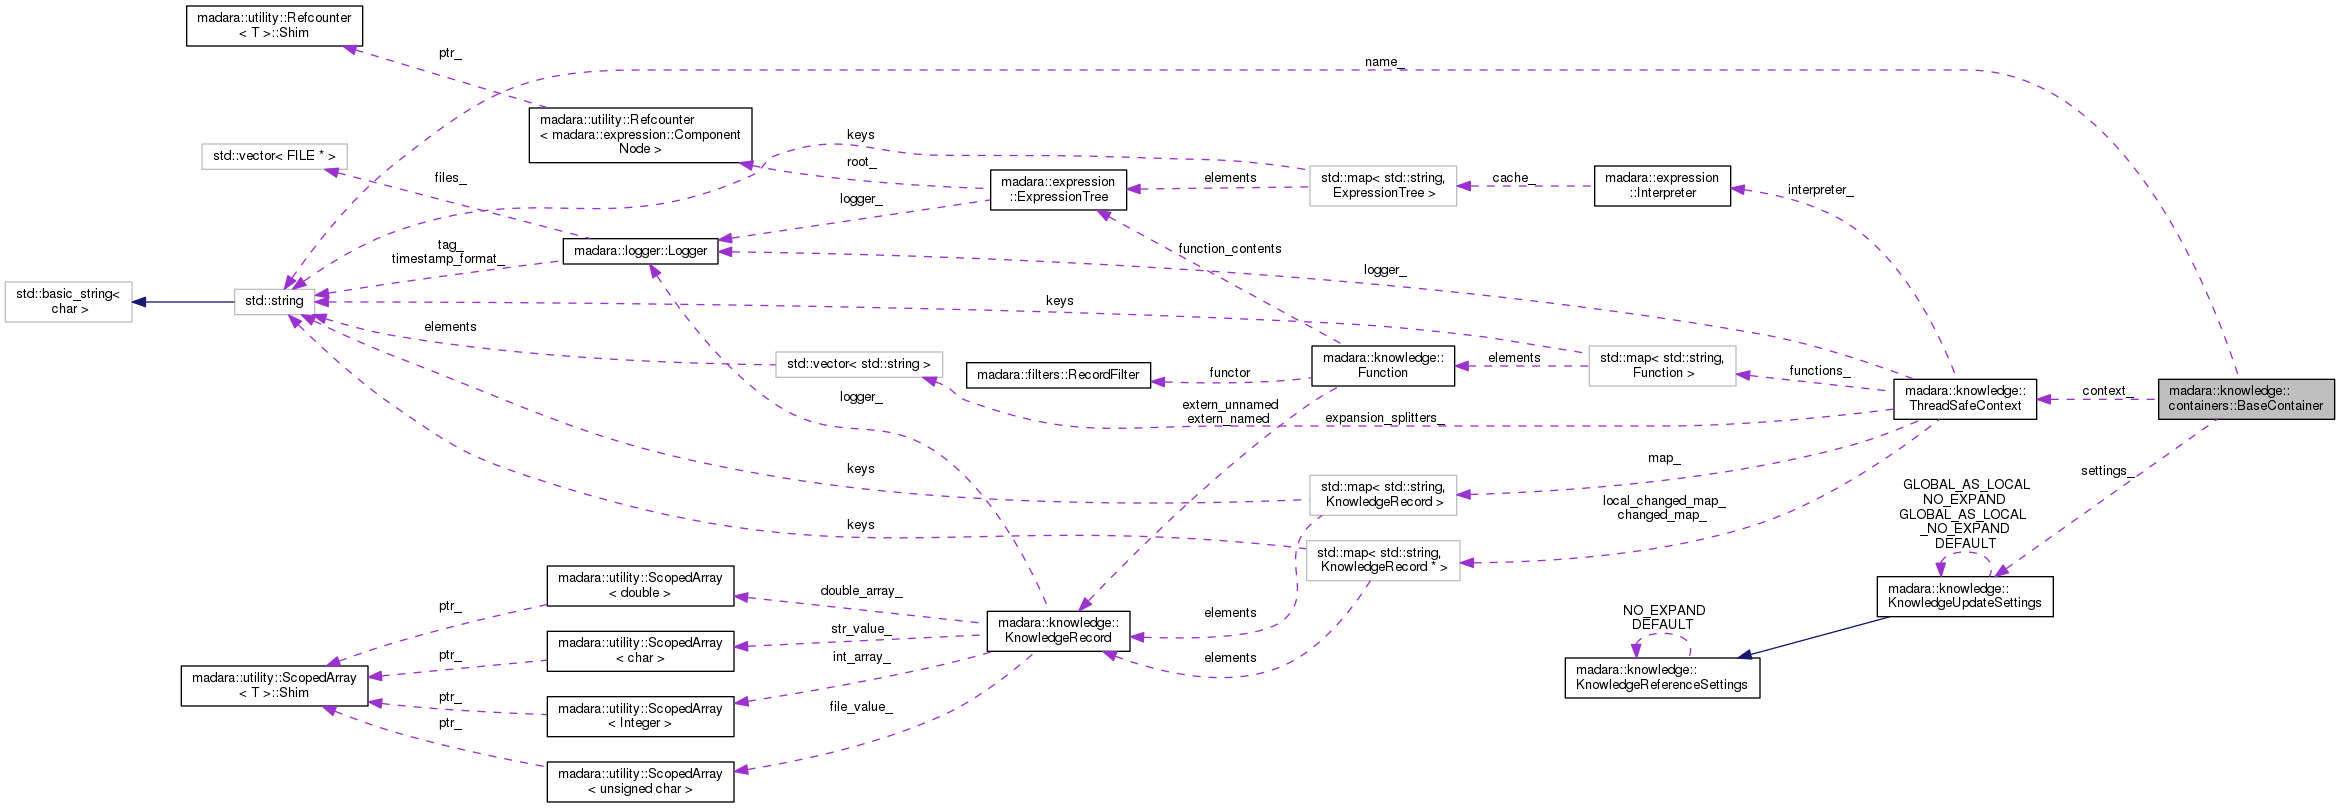 madara::utility::Refcounter
< T >::Shim
ptr_
name_
madara::utility::Refcounter
< madara::expression::Component
Node >
keys
std::vector< FILE * >
root_
files_
madara::expression
::ExpressionTree
elements
std::map< std::string,
ExpressionTree >
cache_
madara::expression
::Interpreter
interpreter_
logger_
tag_
timestamp_format_
madara::logger::Logger
function_contents
logger_
std::basic_string<
char >
std::string
keys
elements
std::vector< std::string >
madara::filters::RecordFilter
functor
madara::knowledge::
Function
elements
std::map< std::string,
Function >
functions_
madara::knowledge::
ThreadSafeContext
context_
madara::knowledge::
containers::BaseContainer
logger_
extern_unnamed
extern_named
expansion_splitters_
keys
std::map< std::string,
KnowledgeRecord >
map_
settings_
local_changed_map_
changed_map_
GLOBAL_AS_LOCAL
NO_EXPAND
GLOBAL_AS_LOCAL
_NO_EXPAND
DEFAULT
keys
std::map< std::string,
KnowledgeRecord * >
madara::utility::ScopedArray
< double >
double_array_
ptr_
elements
madara::knowledge::
KnowledgeUpdateSettings
NO_EXPAND
DEFAULT
madara::knowledge::
KnowledgeRecord
str_value_
madara::utility::ScopedArray
< char >
ptr_
int_array_
elements
madara::knowledge::
KnowledgeReferenceSettings
madara::utility::ScopedArray
< T >::Shim
ptr_
madara::utility::ScopedArray
< Integer >
file_value_
ptr_
madara::utility::ScopedArray
< unsigned char >